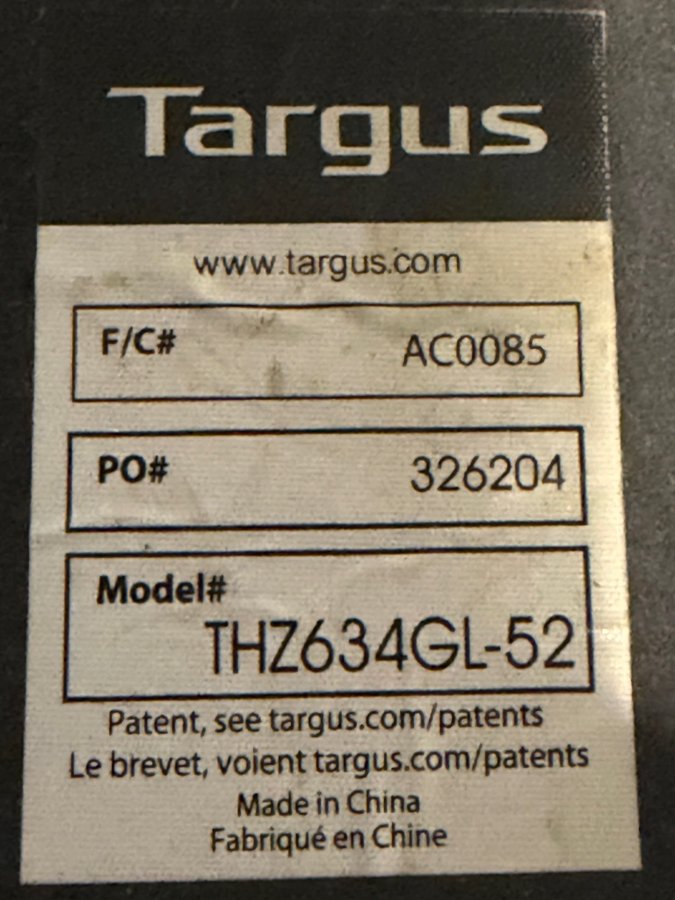 Targus
www.targus.com
F/C# AC0085
PO# 326204
Model#
THZ634GL-52
Patent, see targus.com/patents
Le brevet, voient targus.com/patents
Made in China
Fabriqué en Chine